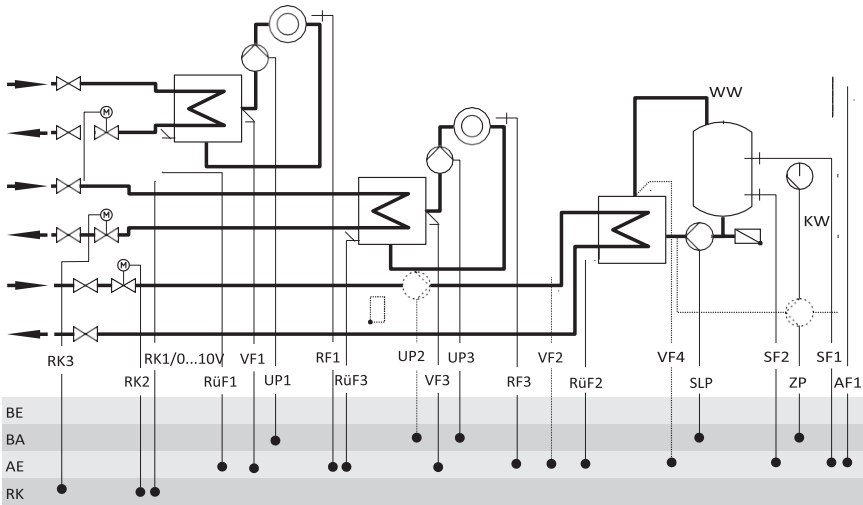 WW
M
M
KW
M
RK3
RK1/0...10V
VF1
RF1
UP2
UP3
VF2
VF4
SF2
SF1
RK2
RüF1
UP1
RüF3
VF3
RF3
RüF2
SLP
ZP
AF1
BE
BA
AE
RK